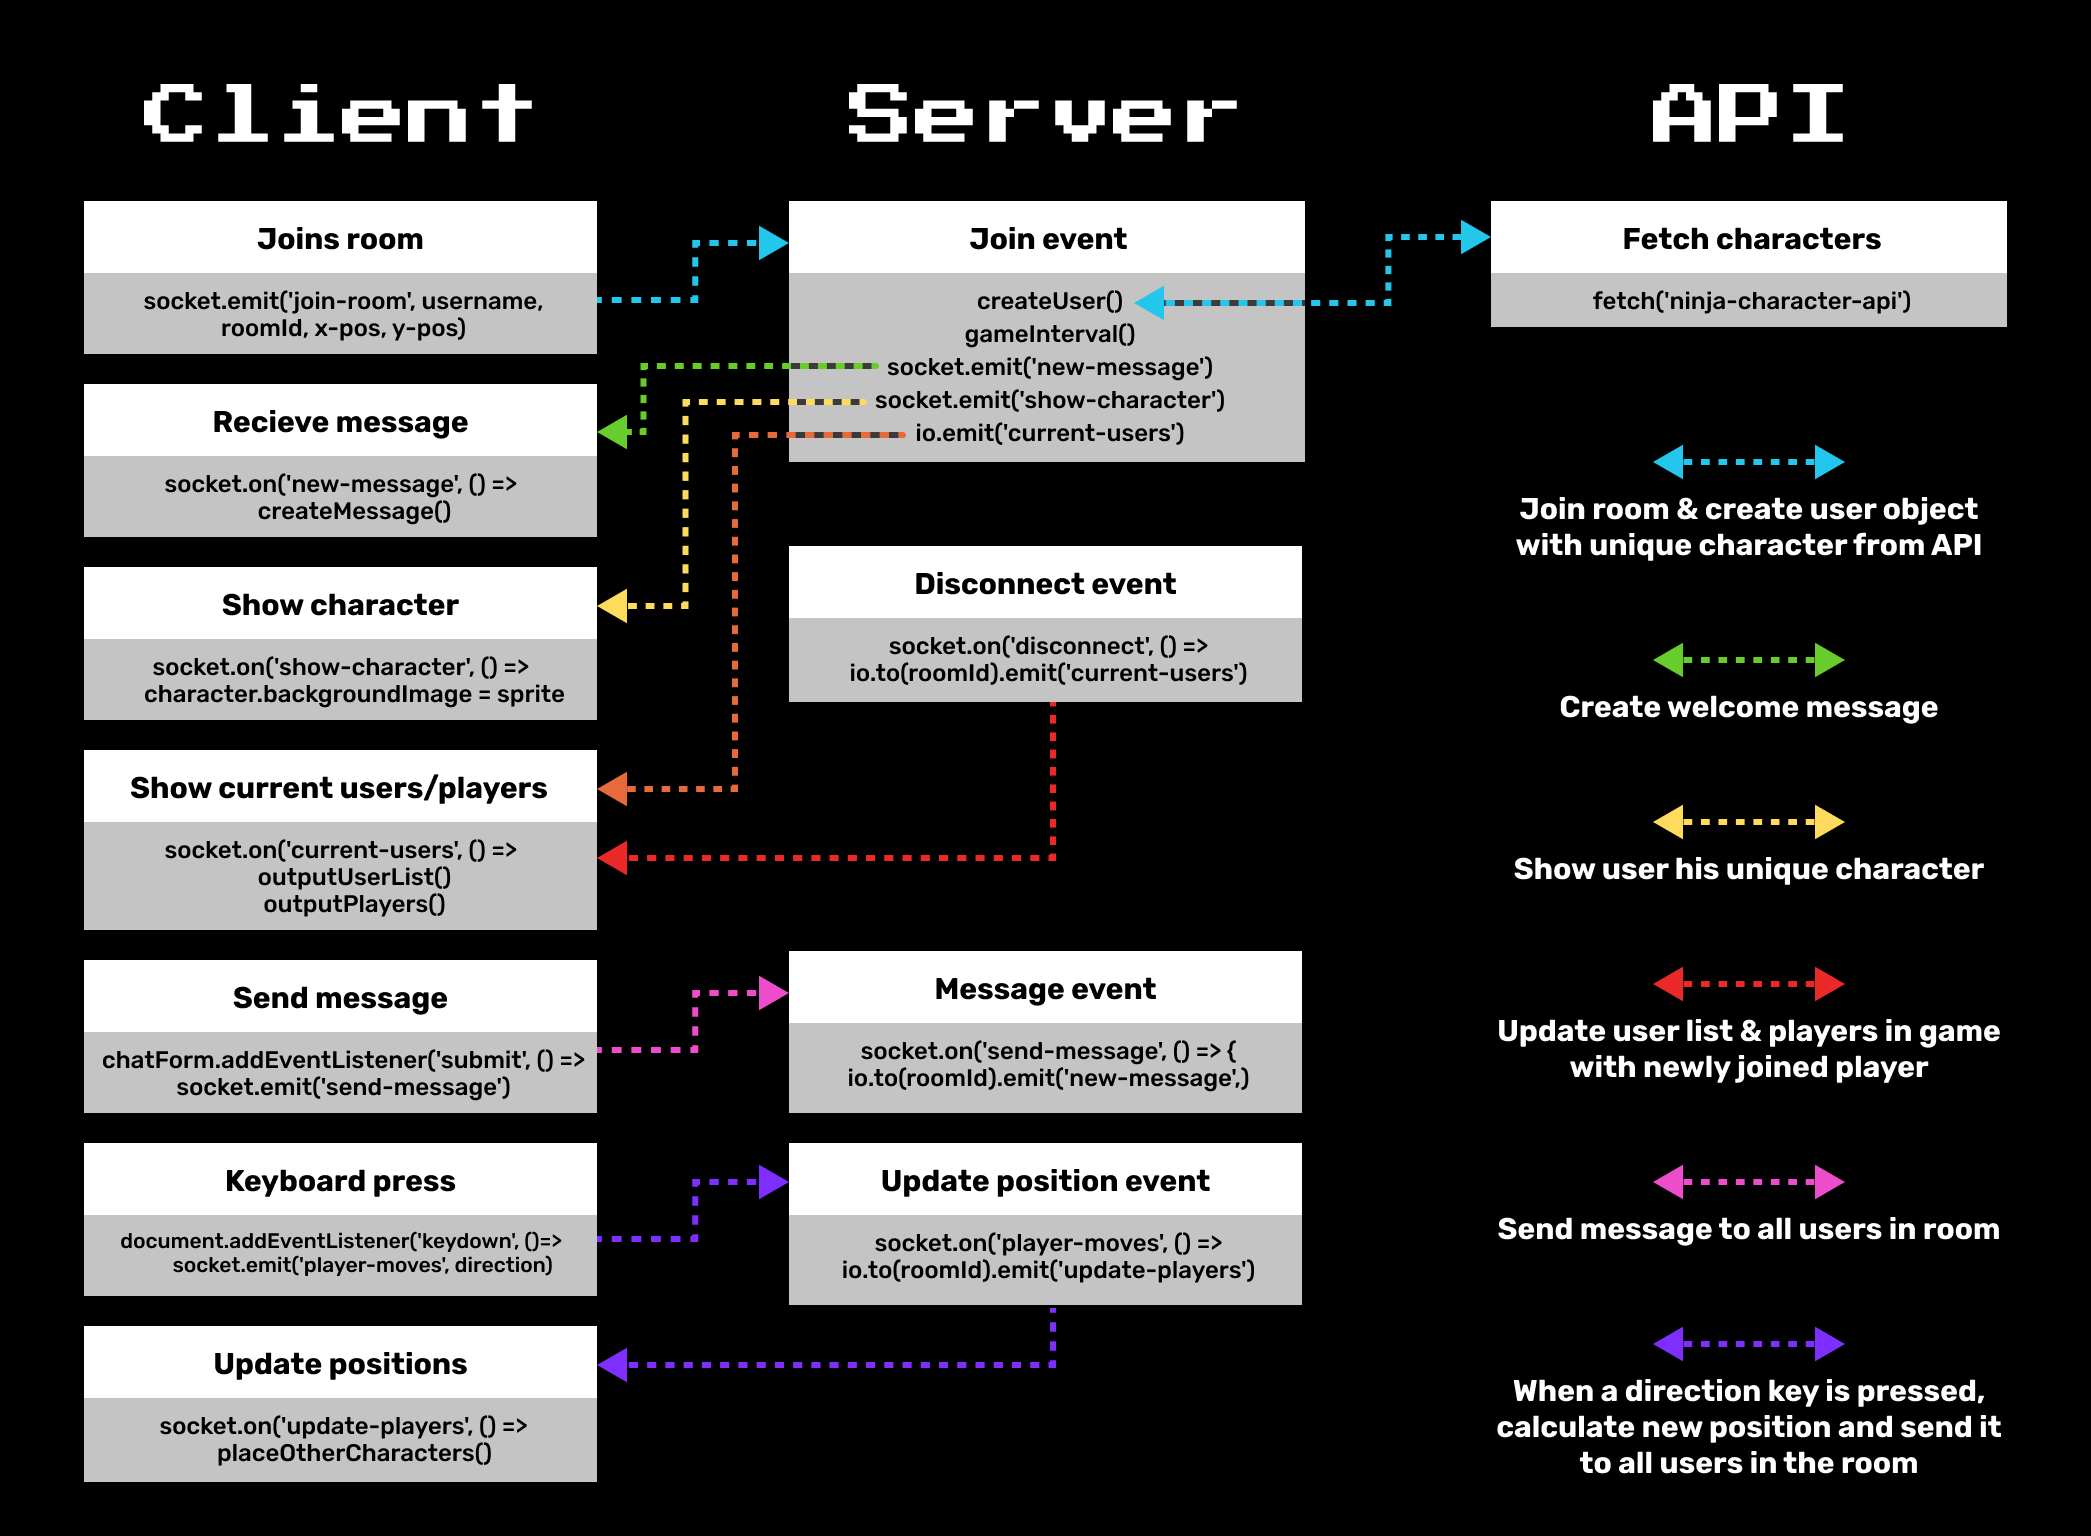 Client
Server
API
Joins room
socket.emit('join-room', username,
roomId, x-pos, y-pos)
Recieve message
socket.on('new-message', () =>
createMessage()
Show character
socket.on('show-character', () =>
character.backgroundImage = sprite
Show current users/players
socket.on('current-users', () =>
outputUserList()
outputPlayers()
Send message
chatForm.addEventListener('submit', () =>
socket.emit('send-message')
Keyboard press
document.addEventListener('keydown', ()=>
socket.emit('player-moves', direction)
Update positions
socket.on('update-players', () =>
placeOtherCharacters()
Join event
createUser()
gameInterval()
socket.emit('new-message')
socket.emit('show-character')
io.emit('current-users')
Disconnect event
socket.on('disconnect', () =>
io.to(roomId).emit('current-users')
Message event
socket.on('send-message', () => {
io.to(roomId).emit('new-message',)
Update position event
socket.on('player-moves', () =>
io.to(roomId).emit('update-players')
Fetch characters
fetch('ninja-character-api')
Join room & create user object
with unique character from API
Create welcome message
Show user his unique character
Update user list & players in game
with newly joined player
Send message to all users in room
When a direction key is pressed,
calculate new position and send it
to all users in the room